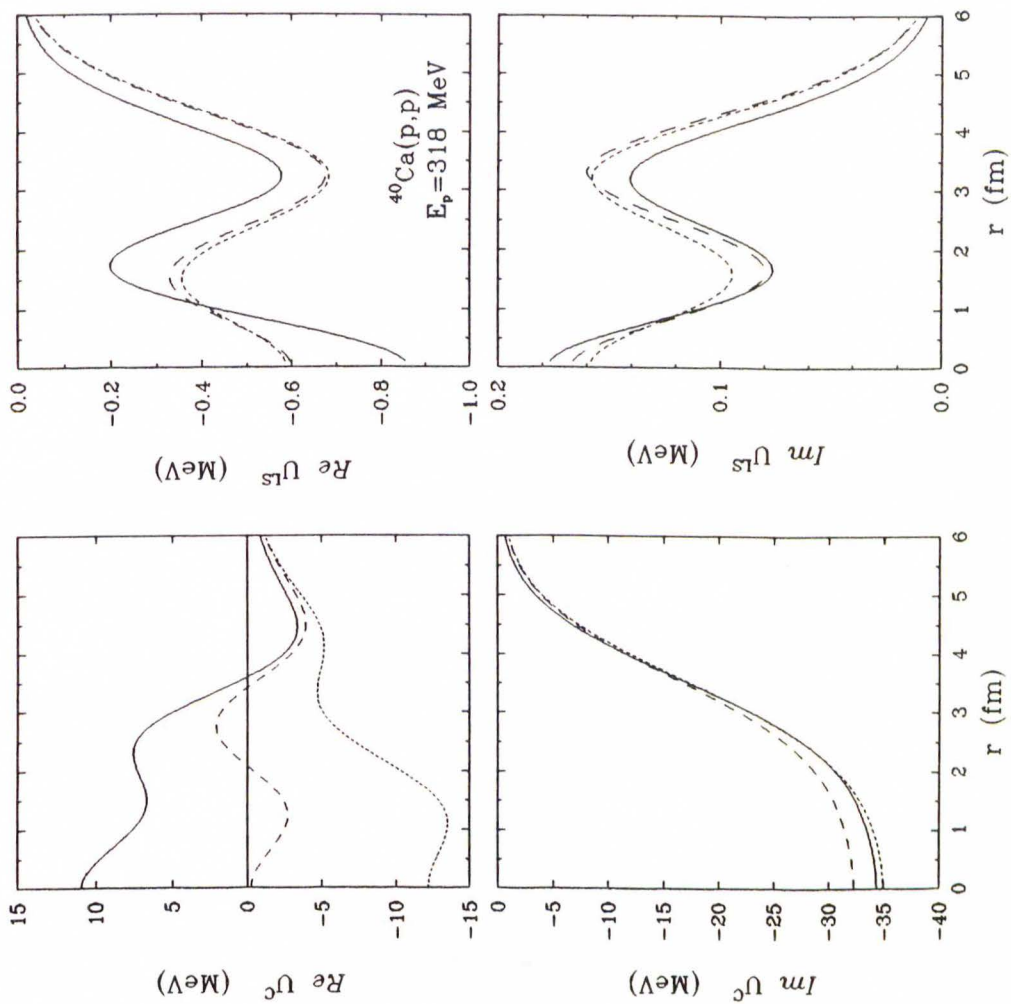 15
10
5
0
-5
-10
-15
Re U^C (MeV)
0.0
-0.2
-0.4
-0.6
-0.8
-1.0
Re U^LS (MeV)
⁴⁰Ca(p,p)
E_p=318 MeV
0
-5
-10
-15
-20
-25
-30
-35
-40
Im U^C (MeV)
0 1 2 3 4 5 6
r (fm)
0.2
0.1
0.0
Im U^LS (MeV)
0 1 2 3 4 5 6
r (fm)